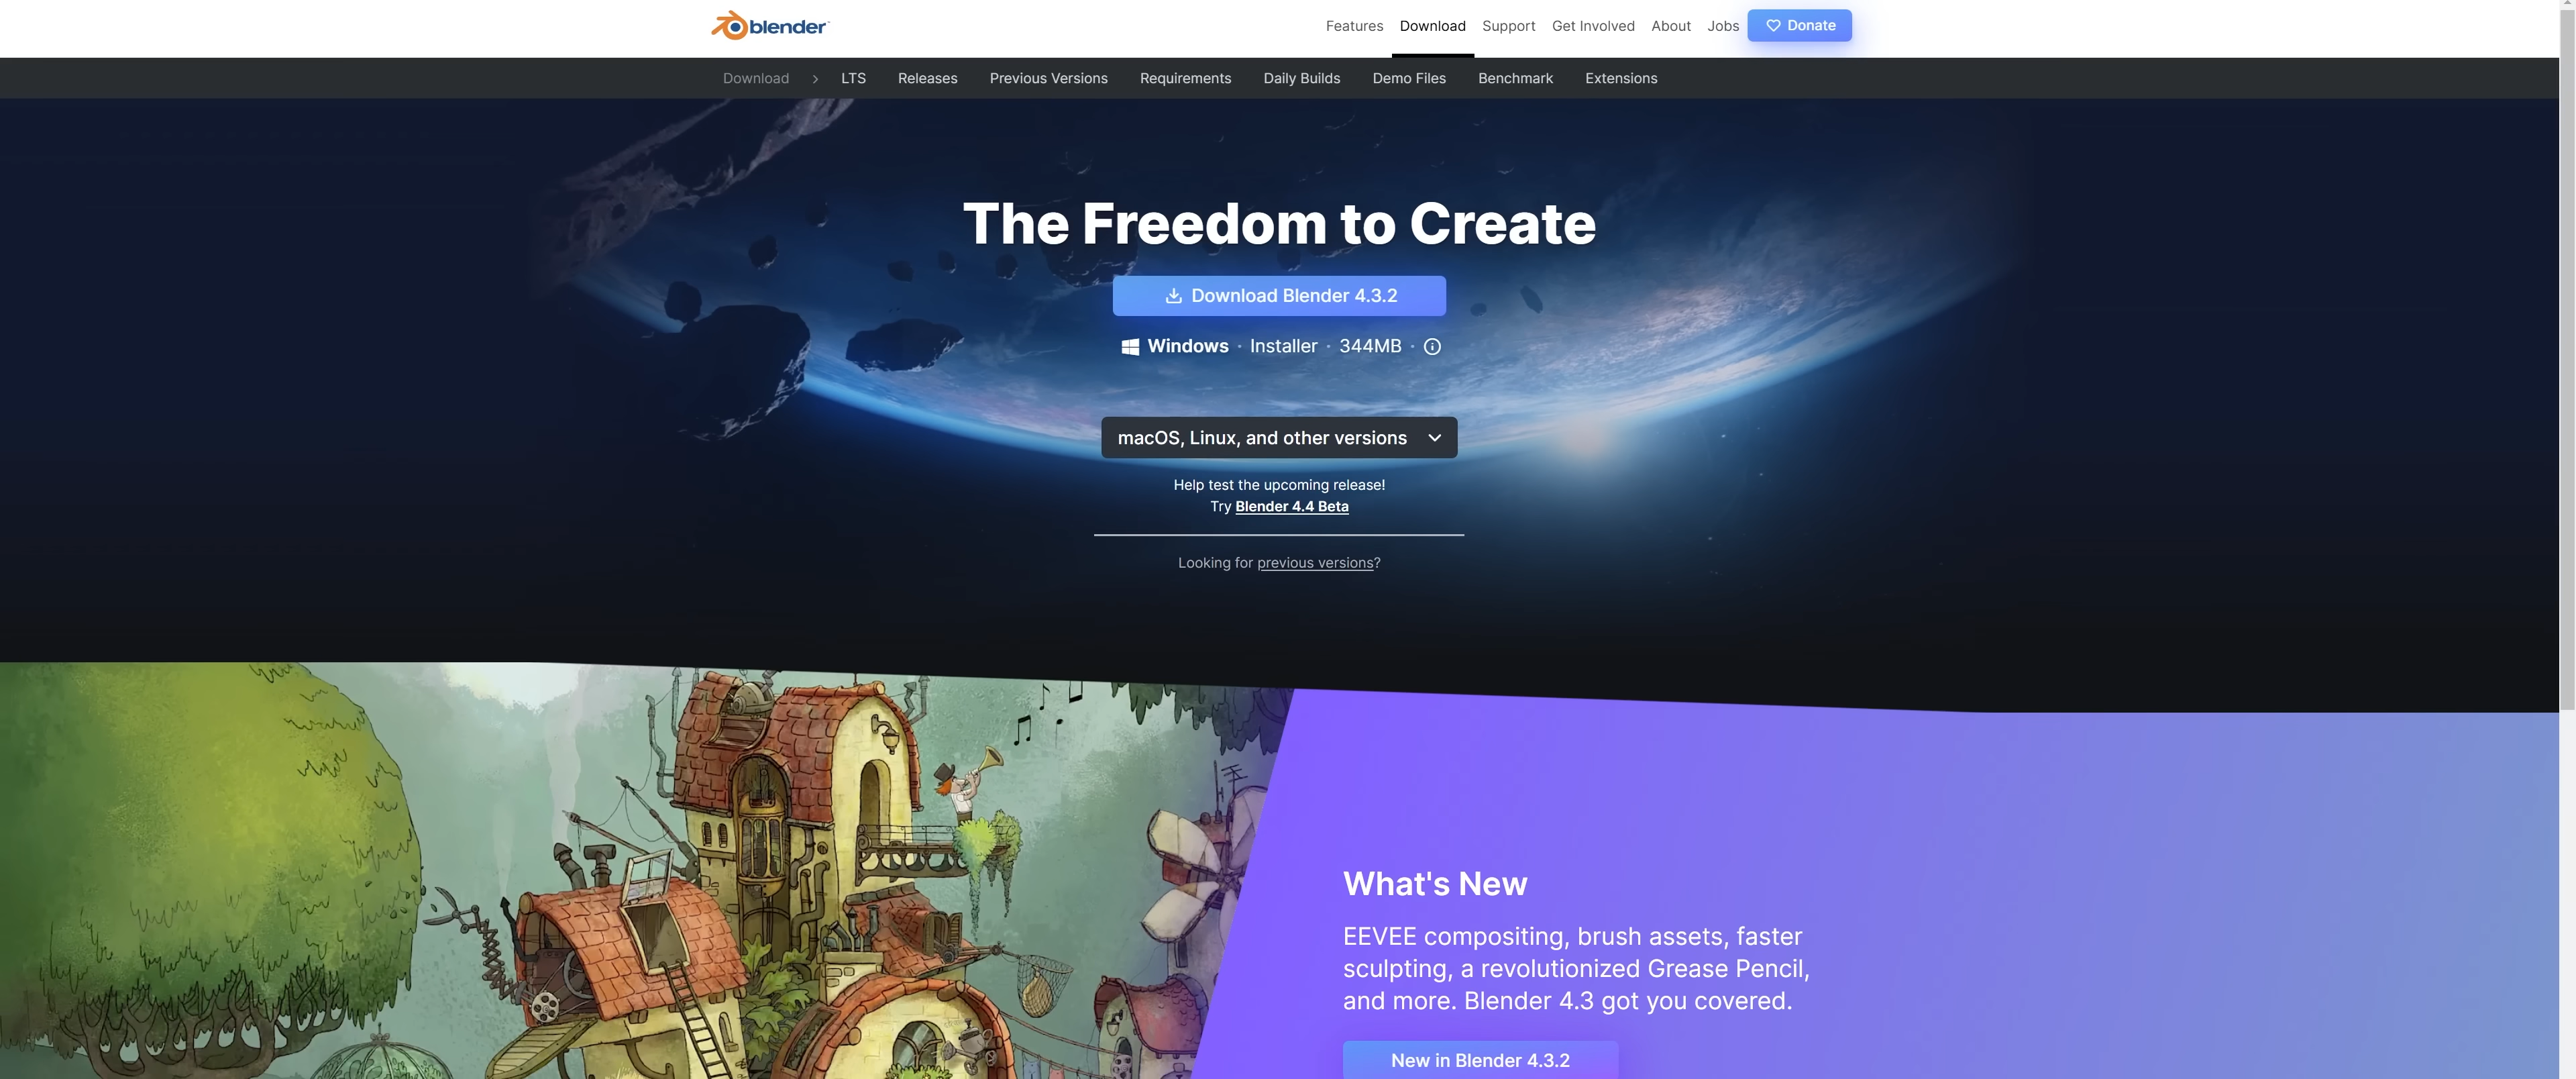 blender
Features Download Support Get Involved About Jobs Donate
Download > LTS Releases Previous Versions Requirements Daily Builds Demo Files Benchmark Extensions
The Freedom to Create
Download Blender 4.3.2
Windows · Installer · 344MB ·
macOS, Linux, and other versions
Help test the upcoming release!
Try Blender 4.4 Beta
Looking for previous versions?
What's New
EEVEE compositing, brush assets, faster
sculpting, a revolutionized Grease Pencil,
and more. Blender 4.3 got you covered.
New in Blender 4.3.2